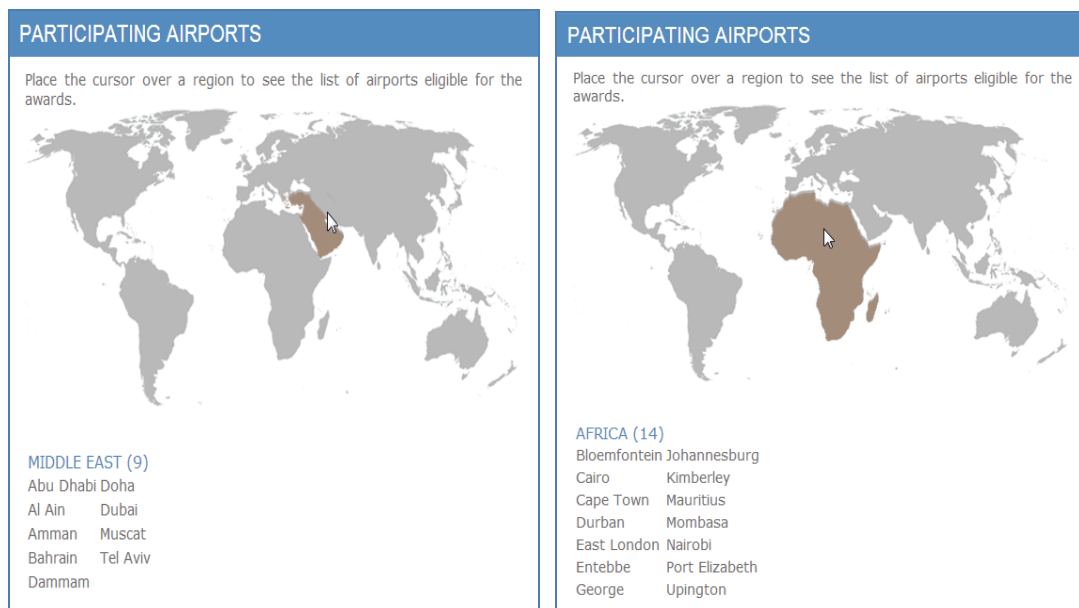 PARTICIPATING AIRPORTS
Place the cursor over a region to see the list of airports eligible for the
awards.
MIDDLE EAST (9)
Abu Dhabi Doha
Al Ain Dubai
Amman Muscat
Bahrain Tel Aviv
Dammam
PARTICIPATING AIRPORTS
Place the cursor over a region to see the list of airports eligible for the
awards.
AFRICA (14)
Bloemfontein Johannesburg
Cairo Kimberley
Cape Town Mauritius
Durban Mombasa
East London Nairobi
Entebbe Port Elizabeth
George Upington